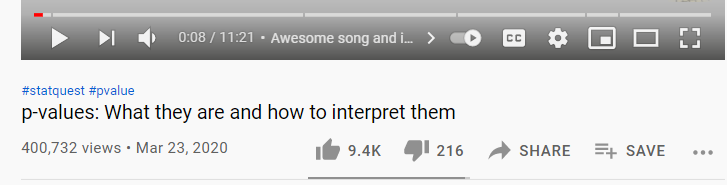 0:08 / 11:21 • Awesome song and i...
CC
#statquest #pvalue
p-values: What they are and how to interpret them
400,732 views • Mar 23, 2020 9.4K 216 SHARE SAVE